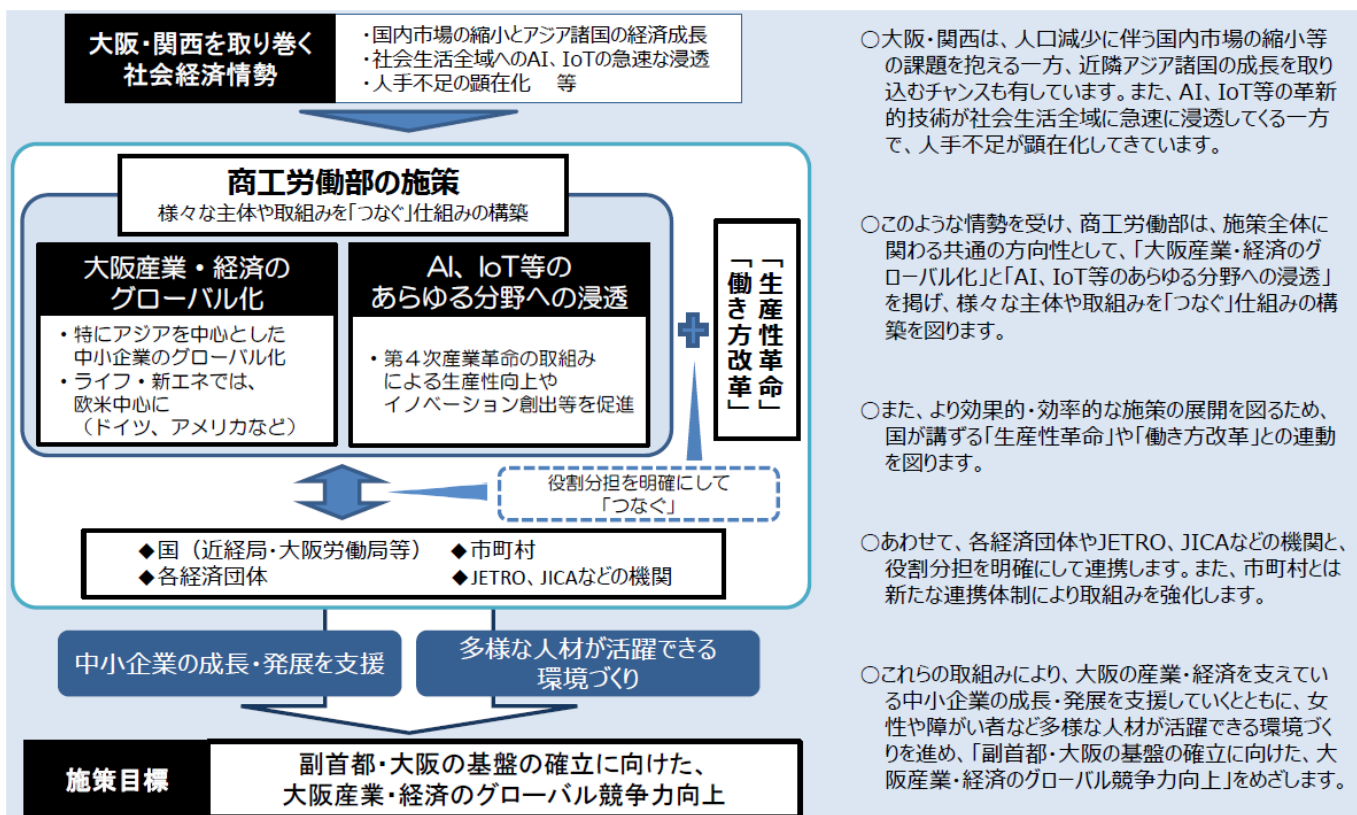 大阪・関西を取り巻く
社会経済情勢
・国内市場の縮小とアジア諸国の経済成長
・社会生活全域へのAI、IoTの急速な浸透
・人手不足の顕在化　等
商工労働部の施策
様々な主体や取組みを「つなぐ」仕組みの構築
大阪産業・経済の
グローバル化
・特にアジアを中心とした
中小企業のグローバル化
・ライフ・新エネでは、
欧米中心に
（ドイツ、アメリカなど）
AI、IoT等の
あらゆる分野への浸透
・第４次産業革命の取組み
による生産性向上や
イノベーション創出等を促進
「生産性革命」
「働き方改革」
役割分担を明確にして
「つなぐ」
◆国（近経局・大阪労働局等）　◆市町村
◆各経済団体　◆JETRO、JICAなどの機関
中小企業の成長・発展を支援
多様な人材が活躍できる
環境づくり
施策目標
副首都・大阪の基盤の確立に向けた、
大阪産業・経済のグローバル競争力向上
○大阪・関西は、人口減少に伴う国内市場の縮小等
の課題を抱える一方、近隣アジア諸国の成長を取り
込むチャンスも有しています。また、AI、IoT等の革新
的技術が社会生活全域に急速に浸透してくる一方
で、人手不足が顕在化してきています。
○このような情勢を受け、商工労働部は、施策全体に
関わる共通の方向性として、「大阪産業・経済のグ
ローバル化」と「AI、IoT等のあらゆる分野への浸透」
を掲げ、様々な主体や取組みを「つなぐ」仕組みの構
築を図ります。
○また、より効果的・効率的な施策の展開を図るため、
国が講ずる「生産性革命」や「働き方改革」との連動
を図ります。
○あわせて、各経済団体やJETRO、JICAなどの機関と、
役割分担を明確にして連携します。また、市町村とは
新たな連携体制により取組みを強化します。
○これらの取組みにより、大阪の産業・経済を支えてい
る中小企業の成長・発展を支援していくとともに、女
性や障がい者など多様な人材が活躍できる環境づく
りを進め、「副首都・大阪の基盤の確立に向けた、大
阪産業・経済のグローバル競争力向上」をめざします。